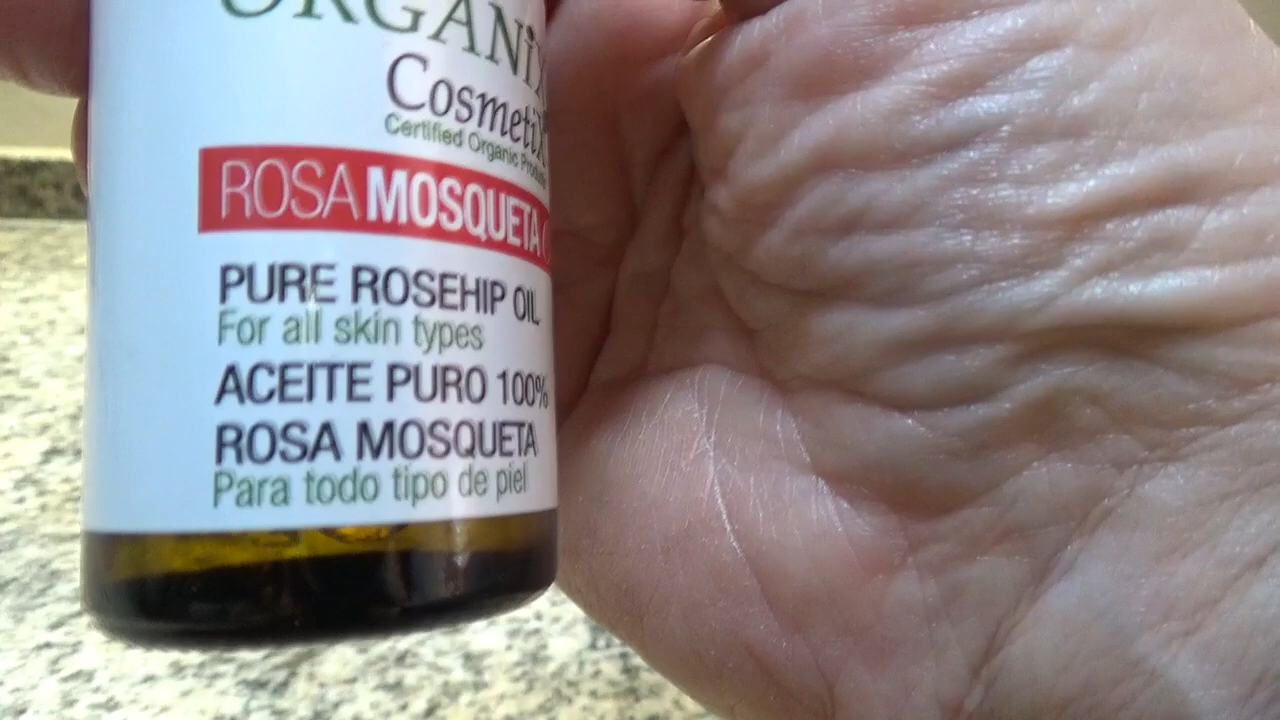 ORGANiX
Cosmetix
Certified Organic
ROSA MOSQUETA
PURE ROSEHIP OIL
For all skin types
ACEITE PURO 100%
ROSA MOSQUETA
Para todo tipo de piel